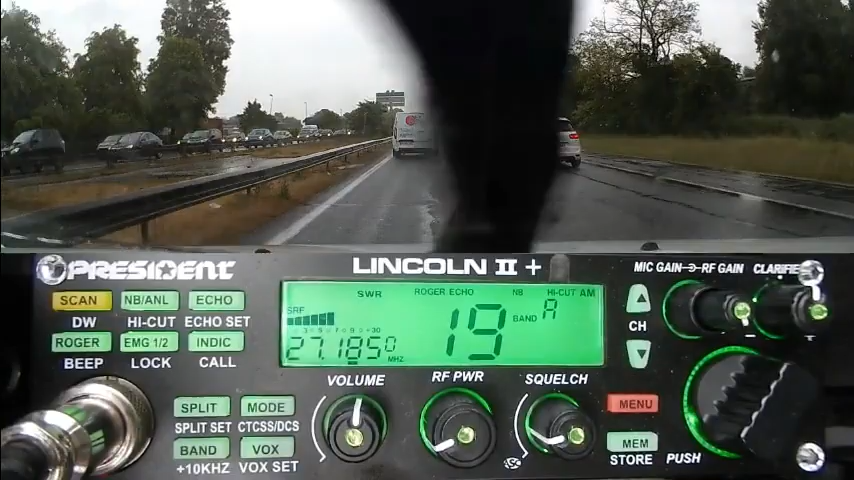 PRESIDENT
LINCOLN II +
MIC GAIN RF GAIN CLARIFIER
SCAN NB/ANL ECHO
DW HI-CUT ECHO SET
ROGER EMG 1/2 INDIC
BEEP LOCK CALL
SPLIT MODE
SPLIT SET CTCSS/DCS
BAND VOX
+10KHZ VOX SET
SWR ROGER ECHO NB HI-CUT AM
SRF
19 BAND A
27.1850 MHZ
VOLUME RF PWR SQUELCH
ASC
CH
MENU
MEM
STORE PUSH